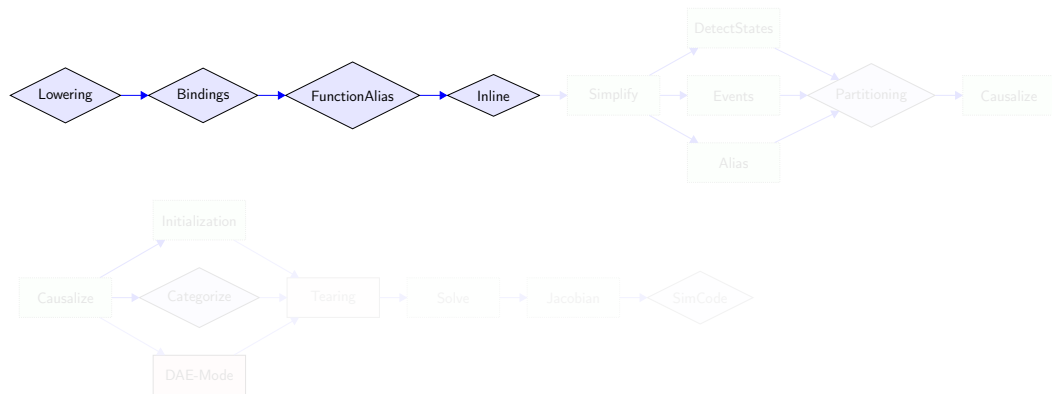 Lowering
Bindings
FunctionAlias
Inline
Simplify
DetectStates
Events
Alias
Partitioning
Causalize
Causalize
Initialization
Categorize
DAE-Mode
Tearing
Solve
Jacobian
SimCode